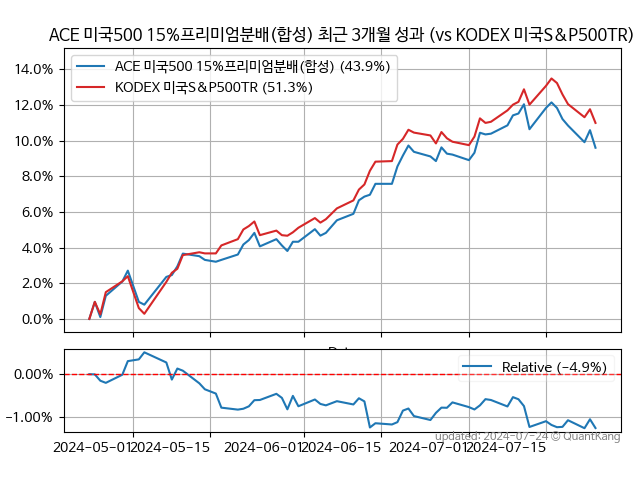 ACE 미국500 15%프리미엄분배(합성) 최근 3개월 성과 (vs KODEX 미국S&P500TR)
ACE 미국500 15%프리미엄분배(합성) (43.9%)
KODEX 미국S&P500TR (51.3%)
14.0%
12.0%
10.0%
8.0%
6.0%
4.0%
2.0%
0.0%
Relative (−4.9%)
0.00%
−1.00%
updated: 2024-07-24 © QuantKang
2024-05-01 2024-05-15 2024-06-01 2024-06-15 2024-07-01 2024-07-15